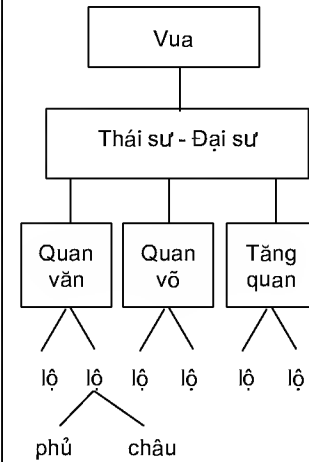 Vua
Thái sư - Đại sư
Quan
văn
Quan
võ
Tăng
quan
lộ lộ lộ lộ lộ lộ
phủ châu